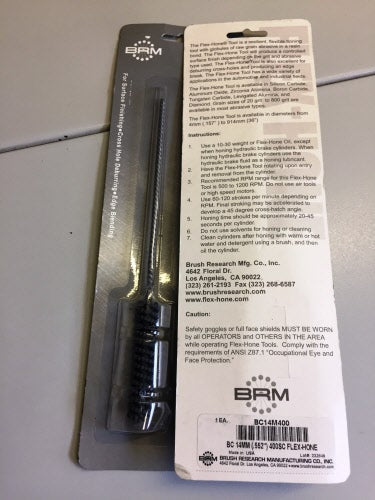 BRM
For Surface Finishing•Cross Hole Deburring•Edge Blending
BRM
The Flex-Hone® Tool is a resilient, flexible honing
tool with globules of raw grain abrasive in a resin
bond. The Flex-Hone Tool will produce a controlled
surface finish depending on the grit and abrasive
type used. The Flex-Hone Tool is also excellent for
deburring cross-holes and producing an edge
break. The Flex-Hone Tool has a wide variety of
applications in the automotive and industrial fields.
The Flex-Hone Tool is available in Silicon Carbide,
Aluminum Oxide, Zirconia Alumina, Boron Carbide,
Tungsten Carbide, Levigated Alumina, and
Diamond. Grain sizes of 20 grit to 800 grit are
available in most abrasive types.
The Flex-Hone Tool is available in diameters from
4mm (.157" ) to 914mm (36")
Instructions:
1. Use a 10-30 weight or Flex-Hone Oil, except
when honing hydraulic brake cylinders. When
honing hydraulic brake cylinders use the
hydraulic brake fluid as a honing lubricant.
2. Have the Flex-Hone Tool rotating upon entry
and removal from the cylinder.
3. Recommended RPM range for this Flex-Hone
Tool is 500 to 1200 RPM. Do not use air tools
or high speed motors.
4. Use 60-120 strokes per minute depending on
RPM. Final stroking may be accelerated to
develop a 45 degree cross-hatch angle.
5. Honing time should be approximately 20-45
seconds per cylinder.
6. Do not use solvents for honing or cleaning
7. Clean cylinders after honing with warm or hot
water and detergent using a brush, and then
oil the cylinder.
Brush Research Mfg. Co., Inc.
4642 Floral Dr.
Los Angeles, CA 90022.
(323) 261-2193 Fax (323) 268-6587
www.brushresearch.com
www.flex-hone.com
Caution:
Safety goggles or full face shields MUST BE WORN
by all OPERATORS and OTHERS IN THE AREA
while operating Flex-Hone Tools. Comply with the
requirements of ANSI Z87.1 "Occupational Eye and
Face Protection."
BRM
1 EA. BC14M400
BC 14MM (.552") 400SC FLEX-HONE
Made in USA
BRM BRUSH RESEARCH MANUFACTURING CO., INC.
4642 Floral Dr. Los Angeles, CA 90022